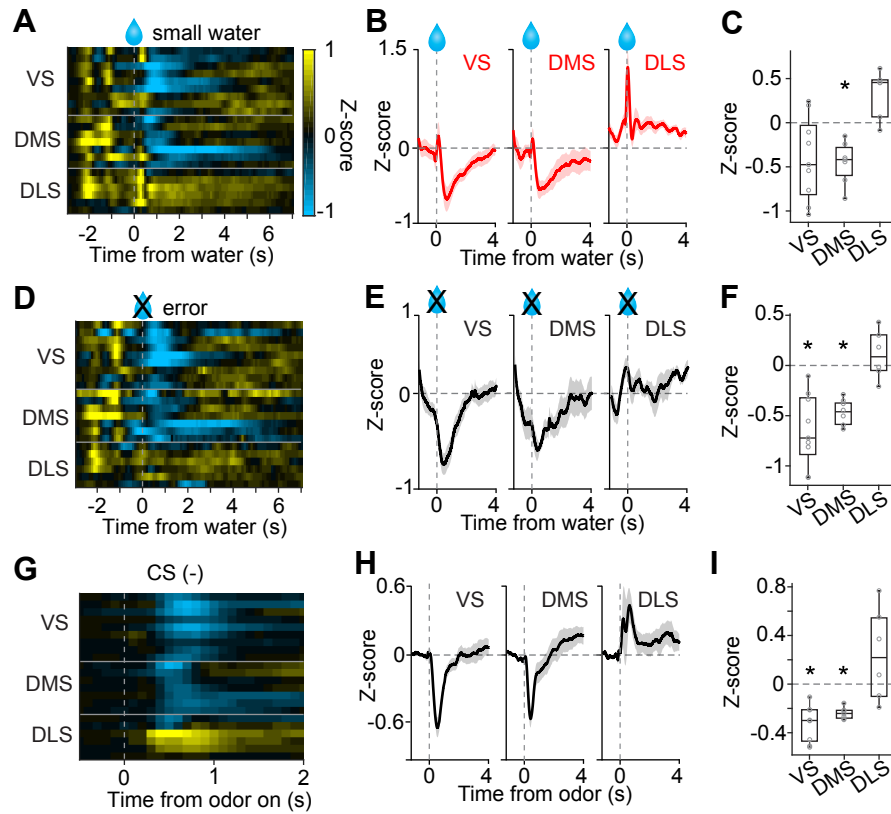 A
small water
VS
DMS
DLS
1
0
-1
Z-score
-2 0 2 4 6
Time from water (s)
B
VS
DMS
DLS
1.5
0
-1
Z-score
0 4 0 4 0 4
Time from water (s)
C
*
0.5
0
-0.5
-1
Z-score
VS
DMS
DLS
D
X
error
VS
DMS
DLS
-2 0 2 4 6
Time from water (s)
E
X X X
VS
DMS
DLS
1
0
-1
Z-score
0 4 0 4 0 4
Time from water (s)
F
* *
0.5
0
-0.5
-1
Z-score
VS
DMS
DLS
G
CS (-)
VS
DMS
DLS
0 1 2
Time from odor on (s)
H
VS
DMS
DLS
0.6
0
-0.6
Z-score
0 4 0 4 0 4
Time from odor (s)
I
* *
0.8
0.4
0
-0.4
Z-score
VS
DMS
DLS